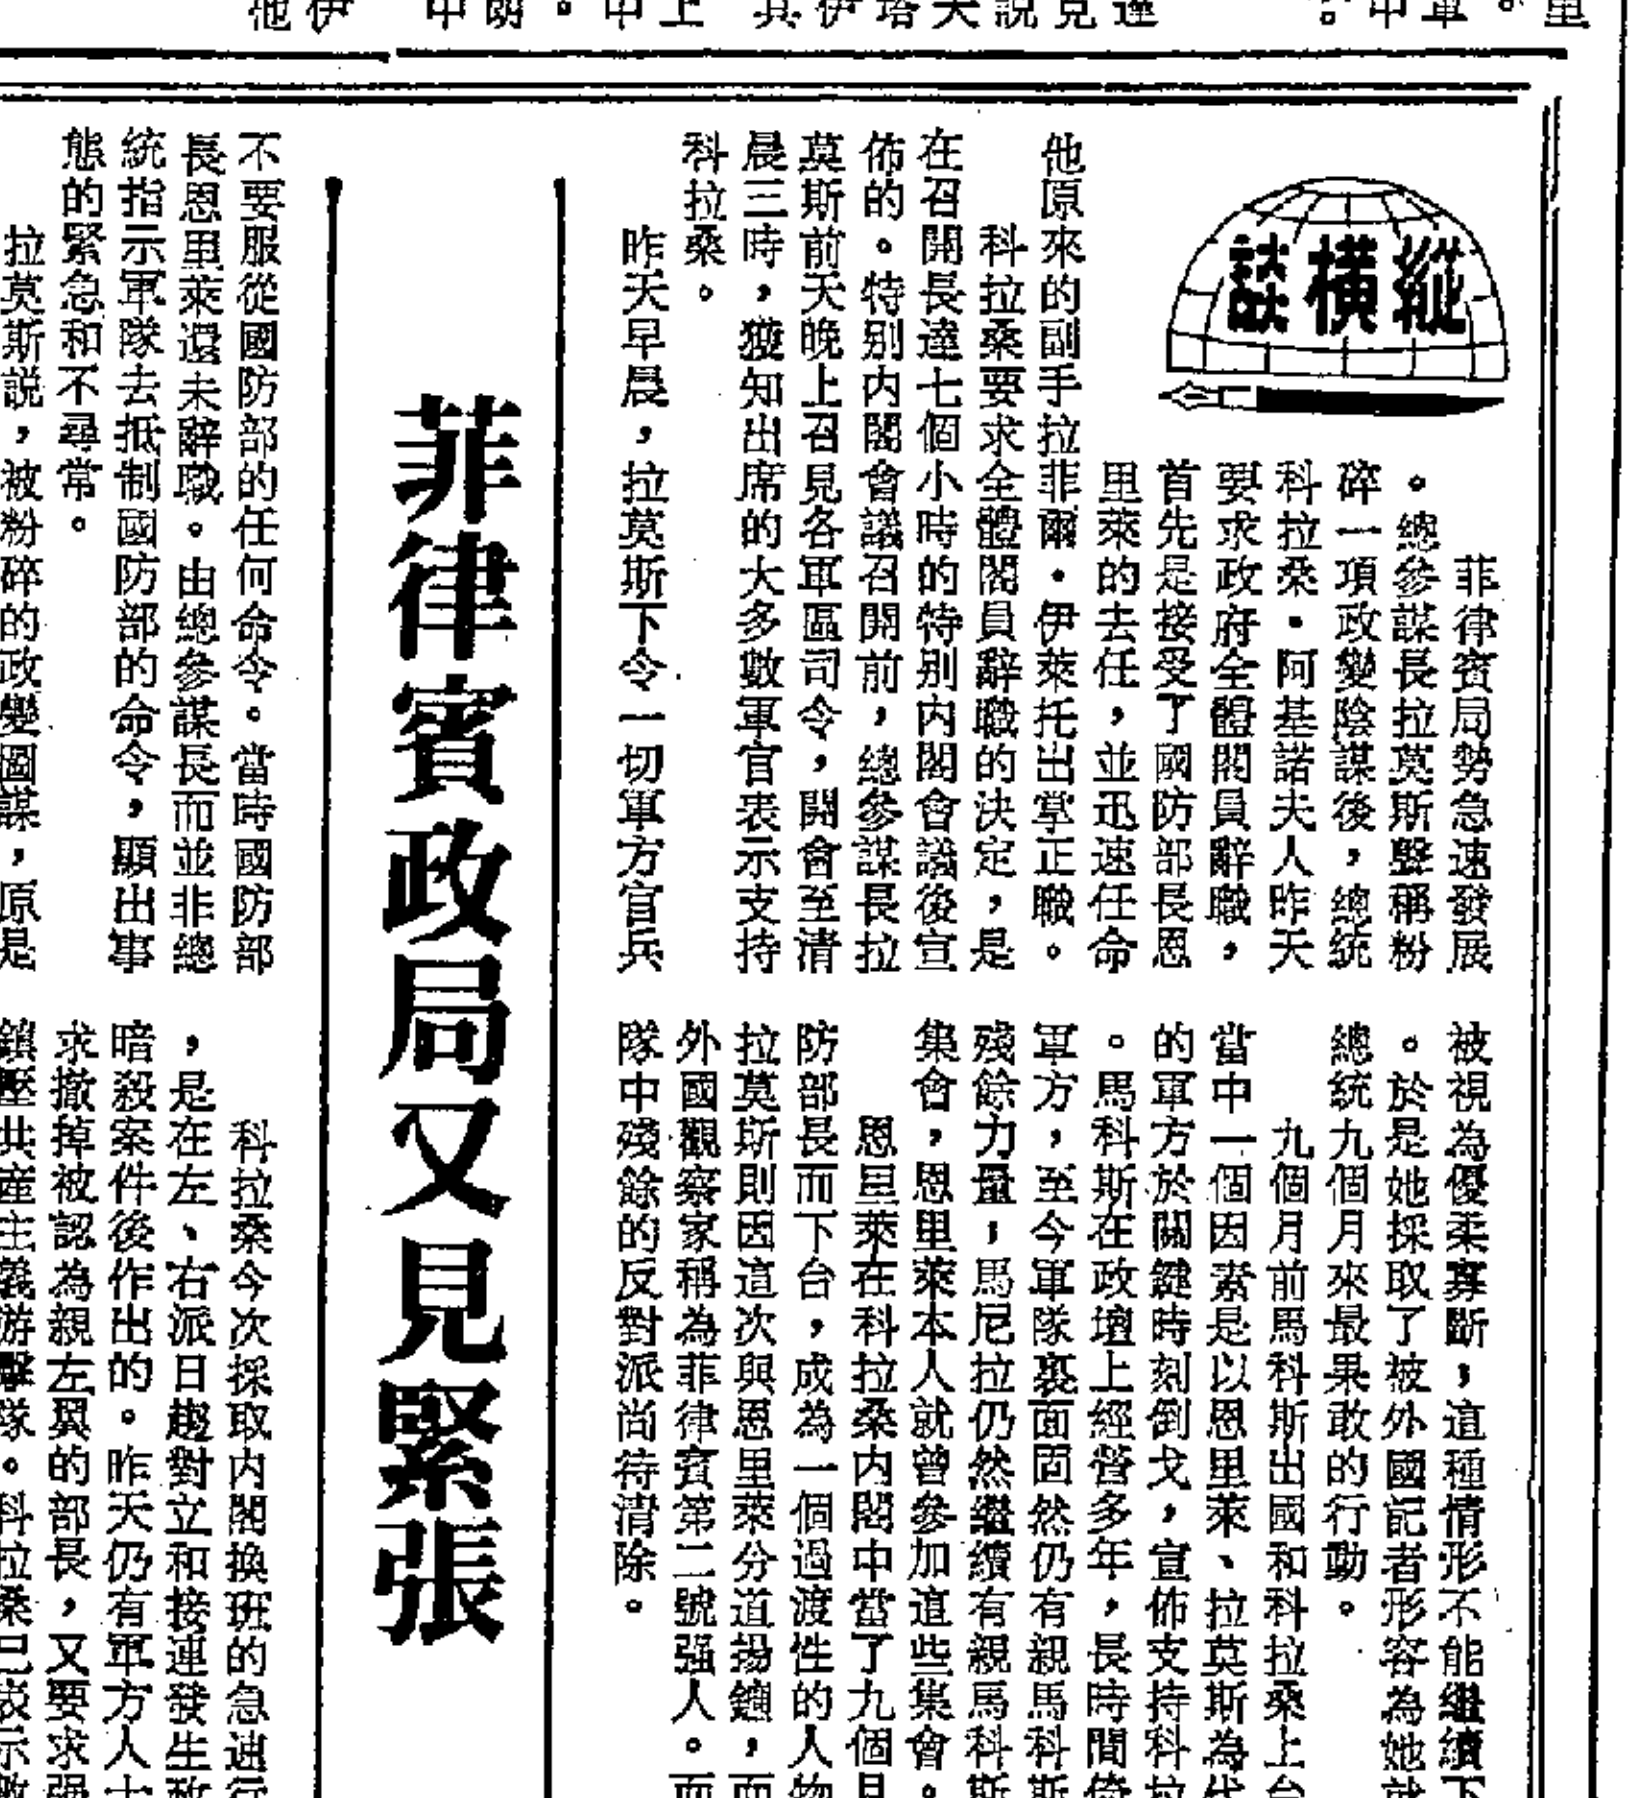 縱橫談
菲律賓政局又見緊張
菲律賓局勢急速發展
。總參謀長拉莫斯聲稱粉
碎一項政變陰謀後，總統
科拉桑·阿基諾夫人昨天
要求政府全體閣員辭職，
首先是接受了國防部長恩
里萊的去任，並迅速任命
他原來的副手拉菲爾·伊萊托出掌正職。
科拉桑要求全體閣員辭職的決定，是
在召開長達七個小時的特別內閣會議後宣
佈的。特別內閣會議召開前，總參謀長拉
莫斯前天晚上召見各軍區司令，開會至清
晨三時，獲知出席的大多數軍官表示支持
科拉桑。
昨天早晨，拉莫斯下令一切軍方官兵
不要服從國防部的任何命令。當時國防部
長恩里萊還未辭職。由總參謀長而並非總
統指示軍隊去抵制國防部的命令，顯出事
態的緊急和不尋常。
拉莫斯說，被粉碎的政變圖謀，原是
被視為優柔寡斷，這種情形不能繼續下
。於是她採取了被外國記者形容為她就
總統九個月來最果敢的行動。
九個月前馬科斯出國和科拉桑上台
當中一個因素是以恩里萊、拉莫斯為代
的軍方於關鍵時刻倒戈，宣佈支持科拉
。馬科斯在政壇上經營多年，長時間倚
軍方，至今軍隊裏面固然仍有親馬科斯
殘餘力量，馬尼拉仍然繼續有親馬科斯
集會，恩里萊本人就曾參加這些集會。
恩里萊在科拉桑內閣中當了九個月
防部長而下台，成為一個過渡性的人物
拉莫斯則因這次與恩里萊分道揚鑣，而
外國觀察家稱為菲律賓第二號强人。而
隊中殘餘的反對派尚待清除。
科拉桑今次採取內閣換班的急速行
，是在左、右派日趨對立和接連發生政
暗殺案件後作出的。昨天仍有軍方人士
求撤掉被認為親左翼的部長，又要求强
鎮壓共產主義游擊隊。科拉桑已表示